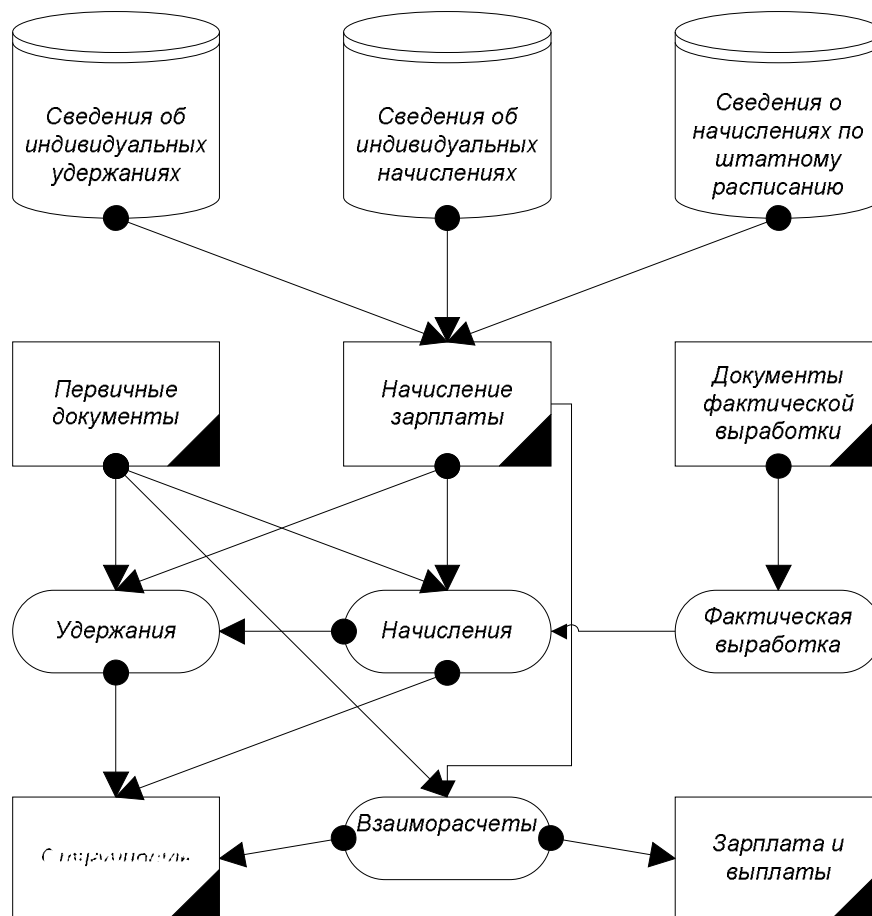 Сведения об
индивидуальных
удержаниях
Сведения об
индивидуальных
начислениях
Сведения о
начислениях по
штатному
расписанию
Первичные
документы
Начисление
зарплаты
Документы
фактической
выработки
Удержания
Начисления
Фактическая
выработка
Взаиморасчеты
Зарплата и
выплаты